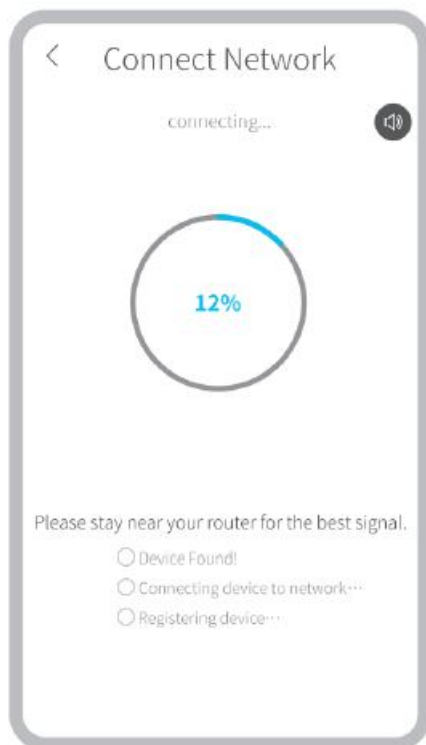 Connect Network
connecting...
12%
Please stay near your router for the best signal.
Device Found!
Connecting device to network···
Registering device···